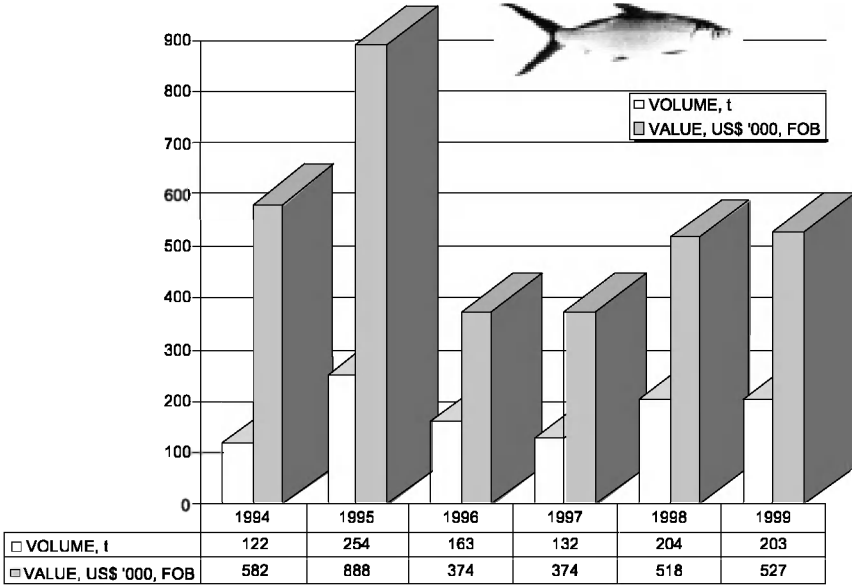 900
800
700
600
500
400
300
200
100
0
VOLUME, t
VALUE, US$ '000, FOB
1994 1995 1996 1997 1998 1999
VOLUME, t 122 254 163 132 204 203
VALUE, US$ '000, FOB 582 888 374 374 518 527